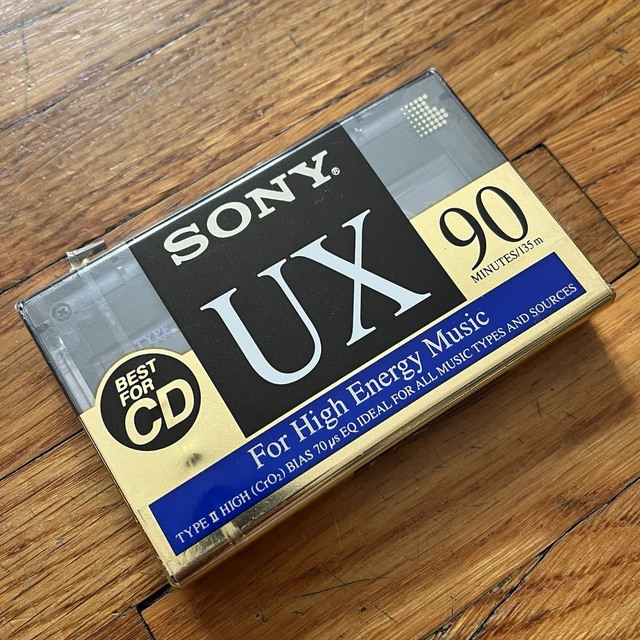 SONY®
UX
90
MINUTES/135 m
BEST
FOR
CD
For High Energy Music
TYPE II HIGH (CrO₂) BIAS 70 µs EQ IDEAL FOR ALL MUSIC TYPES AND SOURCES
TYPE